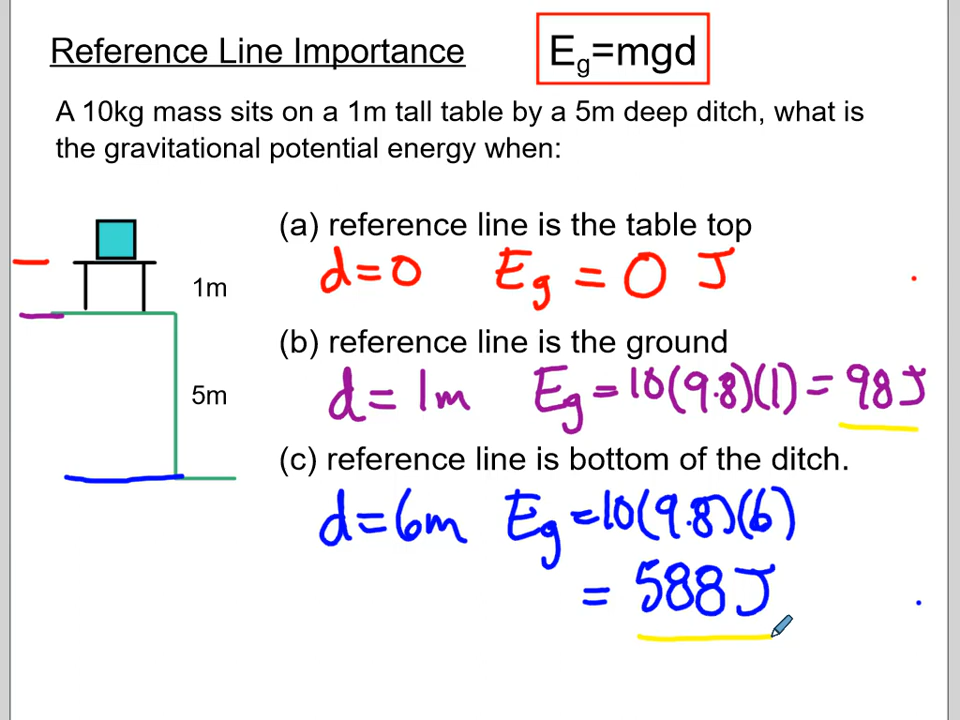 Reference Line Importance
Eg=mgd
A 10kg mass sits on a 1m tall table by a 5m deep ditch, what is
the gravitational potential energy when:
(a) reference line is the table top
d=0 Eg = 0 J
1m
(b) reference line is the ground
d=1m Eg=10(9.8)(1)=98J
5m
(c) reference line is bottom of the ditch.
d=6m Eg=10(9.8)(6)
= 588J